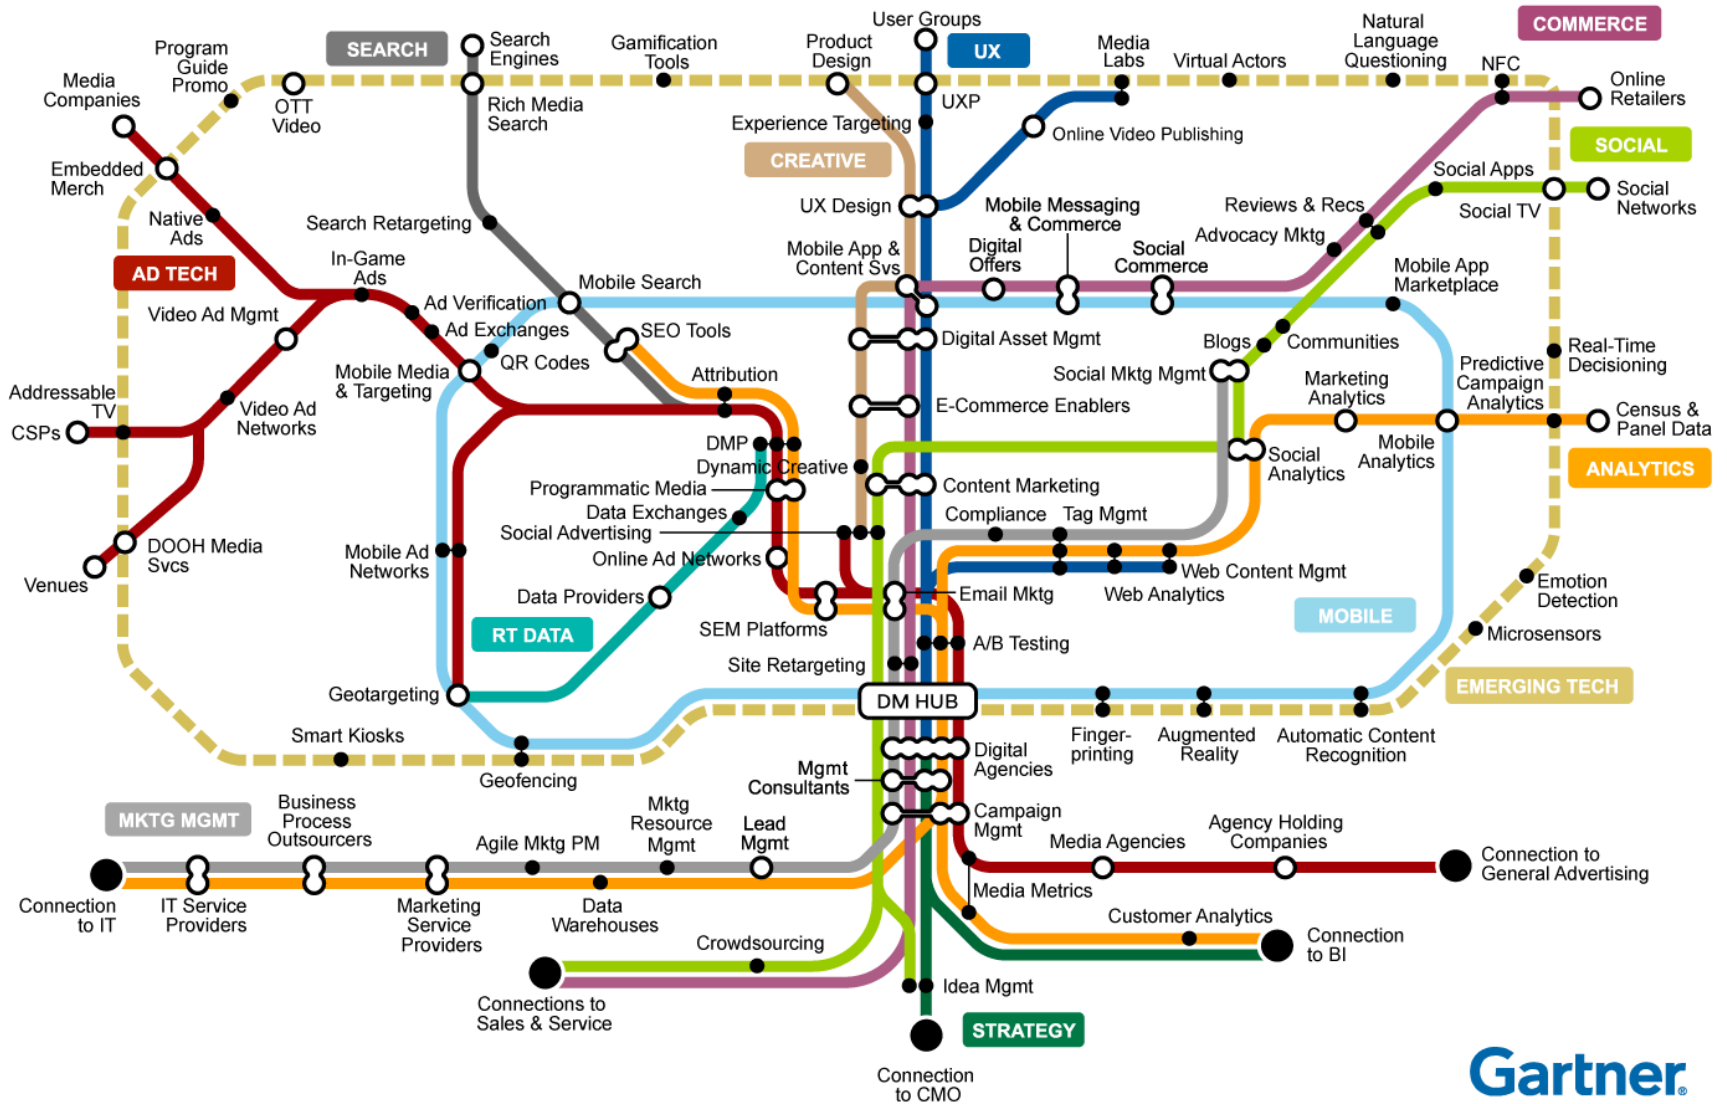 User Groups
Natural
Language
Questioning
COMMERCE
Program
Guide
Promo
SEARCH
Search
Engines
Gamification
Tools
Product
Design
UX
Media
Labs
Virtual Actors
NFC
Media
Companies
OTT
Video
Rich Media
Search
UXP
Online
Retailers
Experience Targeting
Online Video Publishing
CREATIVE
SOCIAL
Embedded
Merch
Social Apps
Native
Ads
Search Retargeting
UX Design
Mobile Messaging
& Commerce
Reviews & Recs
Social TV
Social
Networks
Advocacy Mktg
AD TECH
In-Game
Ads
Mobile App &
Content Svs
Digital
Offers
Social
Commerce
Mobile App
Marketplace
Mobile Search
Video Ad Mgmt
Ad Verification
Ad Exchanges
SEO Tools
Digital Asset Mgmt
Blogs
Communities
Real-Time
Decisioning
QR Codes
Mobile Media
& Targeting
Attribution
Social Mktg Mgmt
Marketing
Analytics
Predictive
Campaign
Analytics
Addressable
TV
CSPs
Video Ad
Networks
E-Commerce Enablers
Census &
Panel Data
DMP
Mobile
Analytics
Social
Analytics
ANALYTICS
Dynamic Creative
Programmatic Media
Content Marketing
Data Exchanges
Compliance
Tag Mgmt
Social Advertising
DOOH Media
Svcs
Mobile Ad
Networks
Online Ad Networks
Web Content Mgmt
Venues
Data Providers
Email Mktg
Web Analytics
Emotion
Detection
RT DATA
SEM Platforms
MOBILE
Microsensors
A/B Testing
Site Retargeting
Geotargeting
DM HUB
EMERGING TECH
Smart Kiosks
Geofencing
Digital
Agencies
Finger-
printing
Augmented
Reality
Automatic Content
Recognition
Mgmt
Consultants
MKTG MGMT
Business
Process
Outsourcers
Agile Mktg PM
Mktg
Resource
Mgmt
Lead
Mgmt
Campaign
Mgmt
Media Agencies
Agency Holding
Companies
Connection to
General Advertising
Connection
to IT
IT Service
Providers
Marketing
Service
Providers
Data
Warehouses
Media Metrics
Customer Analytics
Crowdsourcing
Connection
to BI
Connections to
Sales & Service
Idea Mgmt
STRATEGY
Connection
to CMO
Gartner®